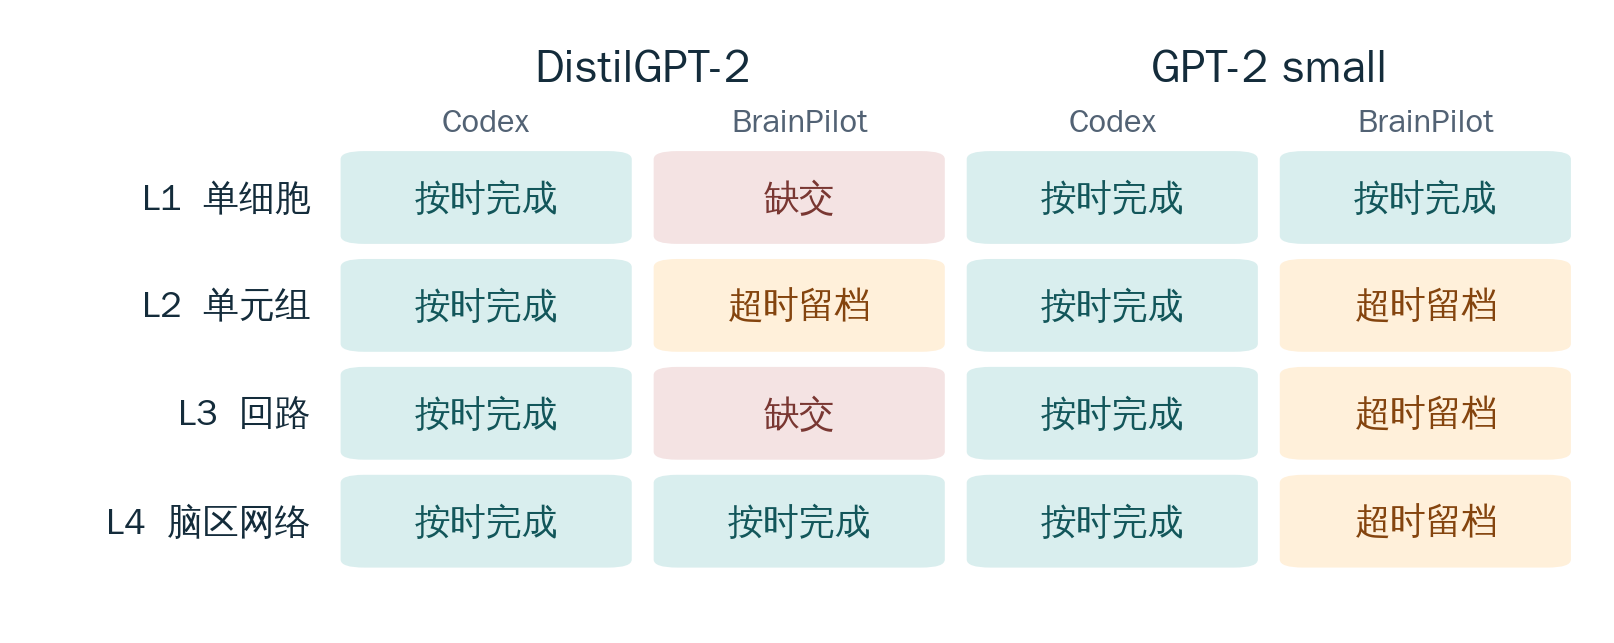 DistilGPT-2 GPT-2 small
Codex BrainPilot Codex BrainPilot
L1 单细胞 按时完成 缺交 按时完成 按时完成
L2 单元组 按时完成 超时留档 按时完成 超时留档
L3 回路 按时完成 缺交 按时完成 超时留档
L4 脑区网络 按时完成 按时完成 按时完成 超时留档